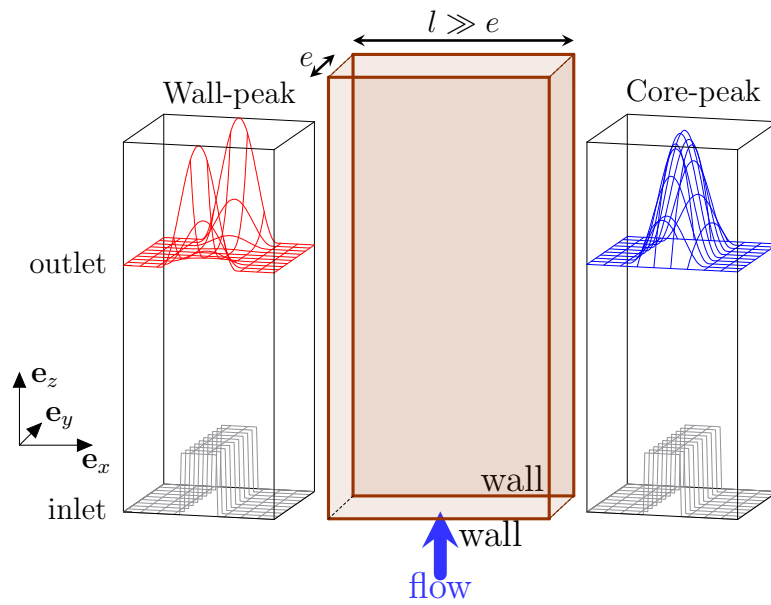 l ≫ e
e
Wall-peak
Core-peak
outlet
e_z
e_y
e_x
wall
inlet
wall
flow